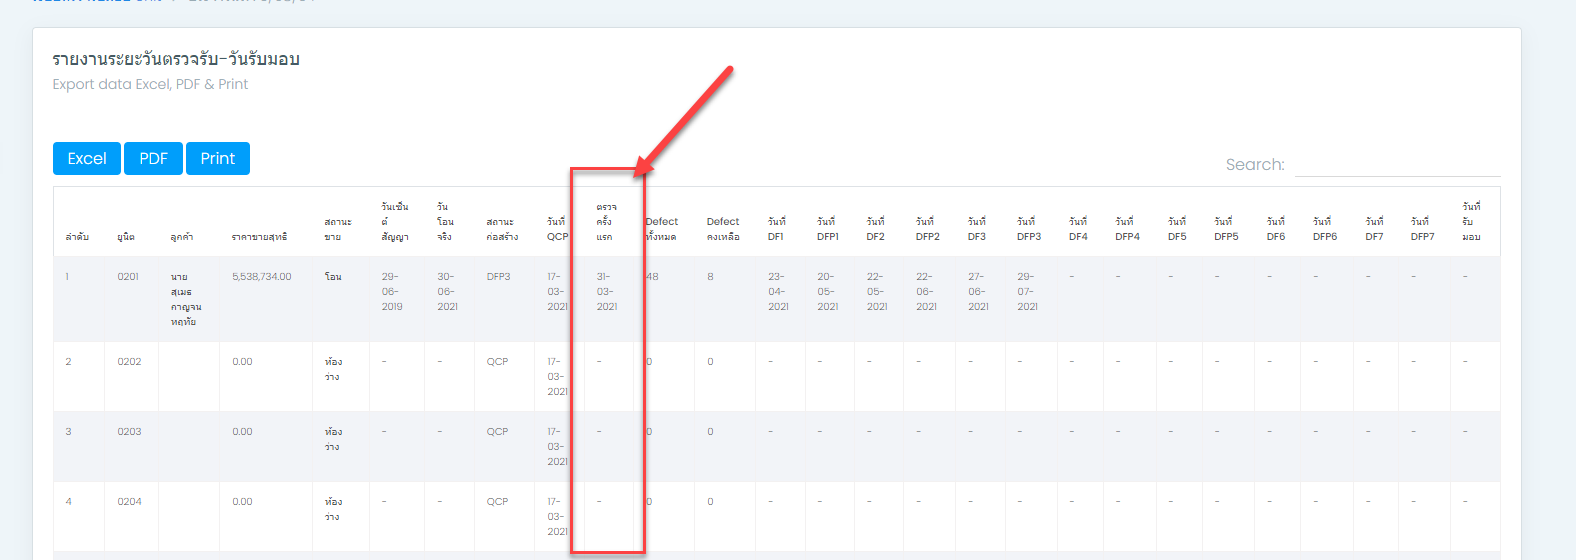 รายงานระยะวันตรวจรับ-วันรับมอบ
Export data Excel, PDF & Print
Excel PDF Print
Search:
ลำดับ ยูนิต ลูกค้า ราคาขายสุทธิ สถานะ ขาย วันเซ็น ต์ สัญญา วัน โอน จริง สถานะ ก่อสร้าง วันที่ QCP ตรวจ ครั้ง แรก Defect ทั้งหมด Defect คงเหลือ วันที่ DF1 วันที่ DFP1 วันที่ DF2 วันที่ DFP2 วันที่ DF3 วันที่ DFP3 วันที่ DF4 วันที่ DFP4 วันที่ DF5 วันที่ DFP5 วันที่ DF6 วันที่ DFP6 วันที่ DF7 วันที่ DFP7 วันที่ รับ มอบ
1 0201 นาย สุเมธ กาญจน หฤทัย 5,538,734.00 โอน 29-06-2019 30-06-2021 DFP3 17-03-2021 31-03-2021 48 8 23-04-2021 20-05-2021 22-05-2021 22-06-2021 27-06-2021 29-07-2021 - - - - - - - - -
2 0202 0.00 ห้อง ว่าง - - QCP 17-03-2021 - 0 0 - - - - - - - - - - - - - - -
3 0203 0.00 ห้อง ว่าง - - QCP 17-03-2021 - 0 0 - - - - - - - - - - - - - - -
4 0204 0.00 ห้อง ว่าง - - QCP 17-03-2021 - 0 0 - - - - - - - - - - - - - - -